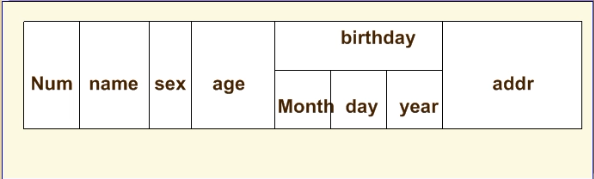 birthday
Num name sex age addr
Month day year